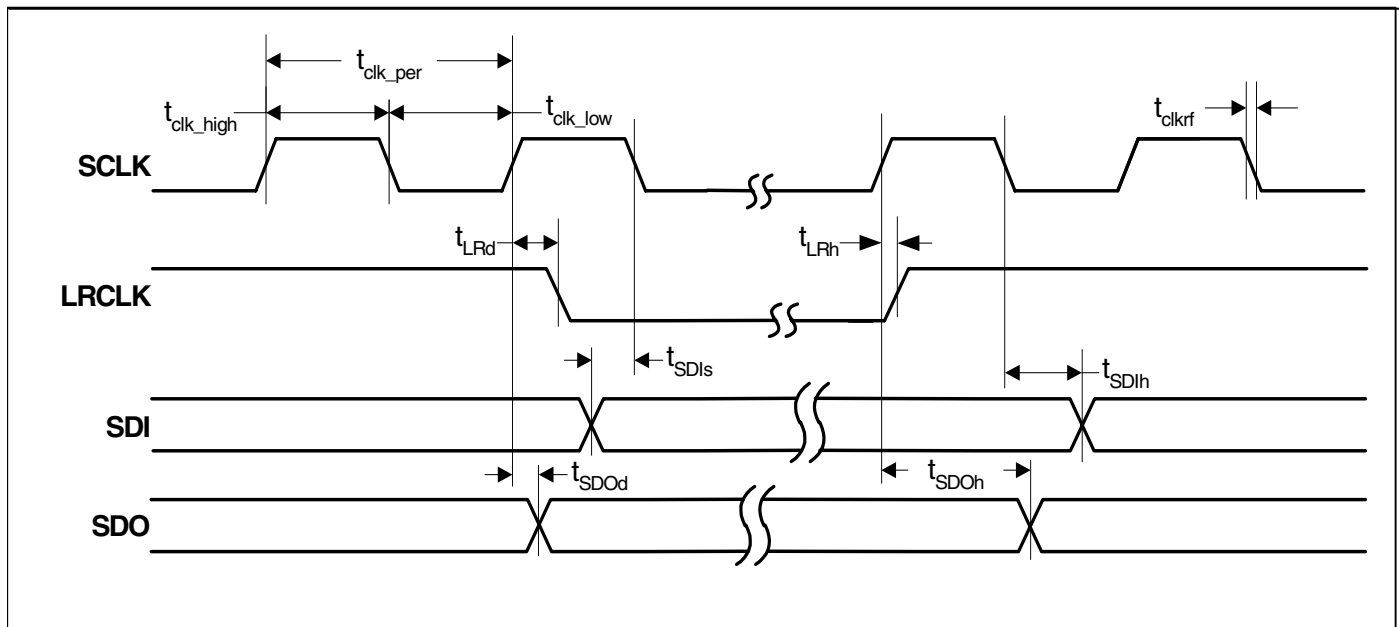 t_clk_per
t_clk_high
t_clk_low
t_clkrf
SCLK
t_LRd
t_LRh
LRCLK
t_SDIs
t_SDIh
SDI
t_SDOd
t_SDOh
SDO